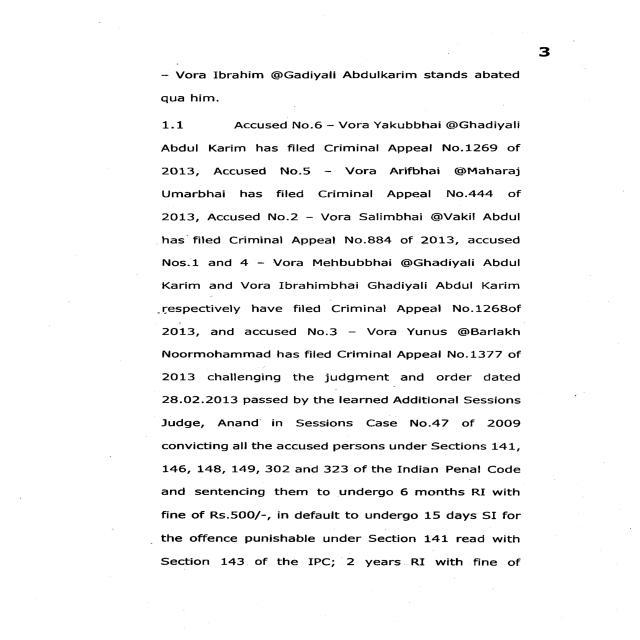 3
– Vora Ibrahim @Gadiyali Abdulkarim stands abated
qua him.
1.1 Accused No.6 – Vora Yakubbhai @Ghadiyali
Abdul Karim has filed Criminal Appeal No.1269 of
2013, Accused No.5 – Vora Arifbhai @Maharaj
Umarbhai has filed Criminal Appeal No.444 of
2013, Accused No.2 – Vora Salimbhai @Vakil Abdul
has filed Criminal Appeal No.884 of 2013, accused
Nos.1 and 4 – Vora Mehbubbhai @Ghadiyali Abdul
Karim and Vora Ibrahimbhai Ghadiyali Abdul Karim
respectively have filed Criminal Appeal No.1268of
2013, and accused No.3 – Vora Yunus @Barlakh
Noormohammad has filed Criminal Appeal No.1377 of
2013 challenging the judgment and order dated
28.02.2013 passed by the learned Additional Sessions
Judge, Anand in Sessions Case No.47 of 2009
convicting all the accused persons under Sections 141,
146, 148, 149, 302 and 323 of the Indian Penal Code
and sentencing them to undergo 6 months RI with
fine of Rs.500/-, in default to undergo 15 days SI for
the offence punishable under Section 141 read with
Section 143 of the IPC; 2 years RI with fine of